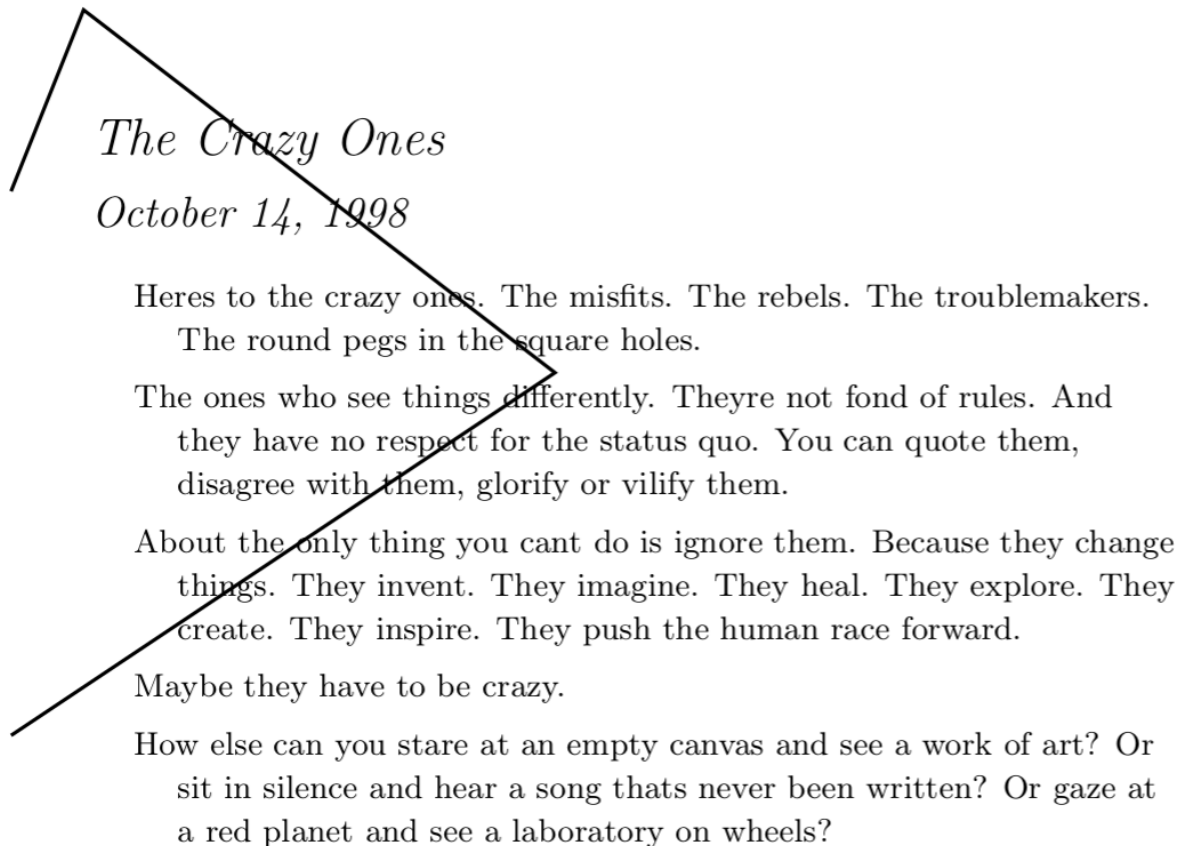 The Crazy Ones
October 14, 1998
Heres to the crazy ones. The misfits. The rebels. The troublemakers.
The round pegs in the square holes.
The ones who see things differently. Theyre not fond of rules. And
they have no respect for the status quo. You can quote them,
disagree with them, glorify or vilify them.
About the only thing you cant do is ignore them. Because they change
things. They invent. They imagine. They heal. They explore. They
create. They inspire. They push the human race forward.
Maybe they have to be crazy.
How else can you stare at an empty canvas and see a work of art? Or
sit in silence and hear a song thats never been written? Or gaze at
a red planet and see a laboratory on wheels?